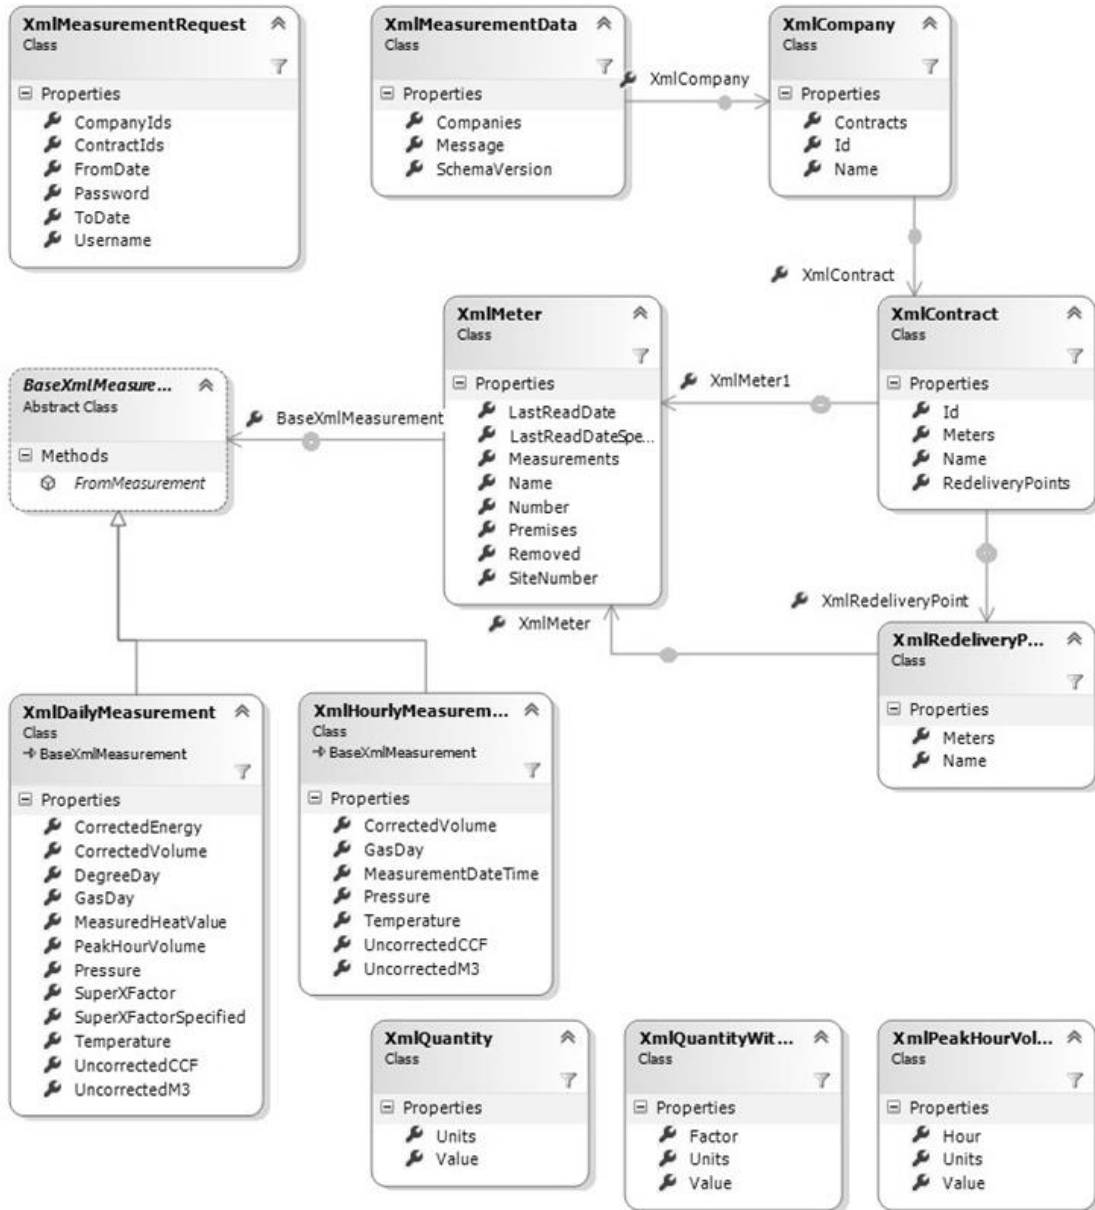 XmlMeasurementRequest
Class
Properties
CompanyIds
ContractIds
FromDate
Password
ToDate
Username
XmlMeasurementData
Class
Properties
Companies
Message
SchemaVersion
XmlCompany
XmlCompany
Class
Properties
Contracts
Id
Name
XmlContract
XmlMeter
Class
Properties
LastReadDate
LastReadDateSpe...
Measurements
Name
Number
Premises
Removed
SiteNumber
XmlMeter1
XmlContract
Class
Properties
Id
Meters
Name
RedeliveryPoints
BaseXmlMeasure...
Abstract Class
Methods
FromMeasurement
BaseXmlMeasurement
XmlMeter
XmlRedeliveryPoint
XmlRedeliveryP...
Class
Properties
Meters
Name
XmlDailyMeasurement
Class
BaseXmlMeasurement
Properties
CorrectedEnergy
CorrectedVolume
DegreeDay
GasDay
MeasuredHeatValue
PeakHourVolume
Pressure
SuperXFactor
SuperXFactorSpecified
Temperature
UncorrectedCCF
UncorrectedM3
XmlHourlyMeasurem...
Class
BaseXmlMeasurement
Properties
CorrectedVolume
GasDay
MeasurementDateTime
Pressure
Temperature
UncorrectedCCF
UncorrectedM3
XmlQuantity
Class
Properties
Units
Value
XmlQuantityWit...
Class
Properties
Factor
Units
Value
XmlPeakHourVol...
Class
Properties
Hour
Units
Value